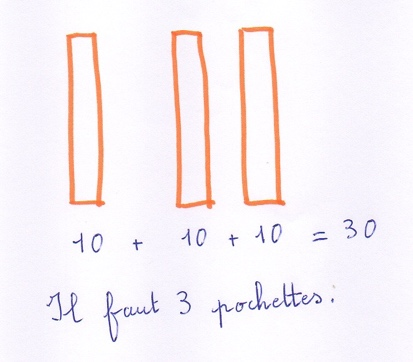 10 + 10 + 10 = 30
Il faut 3 pochettes.